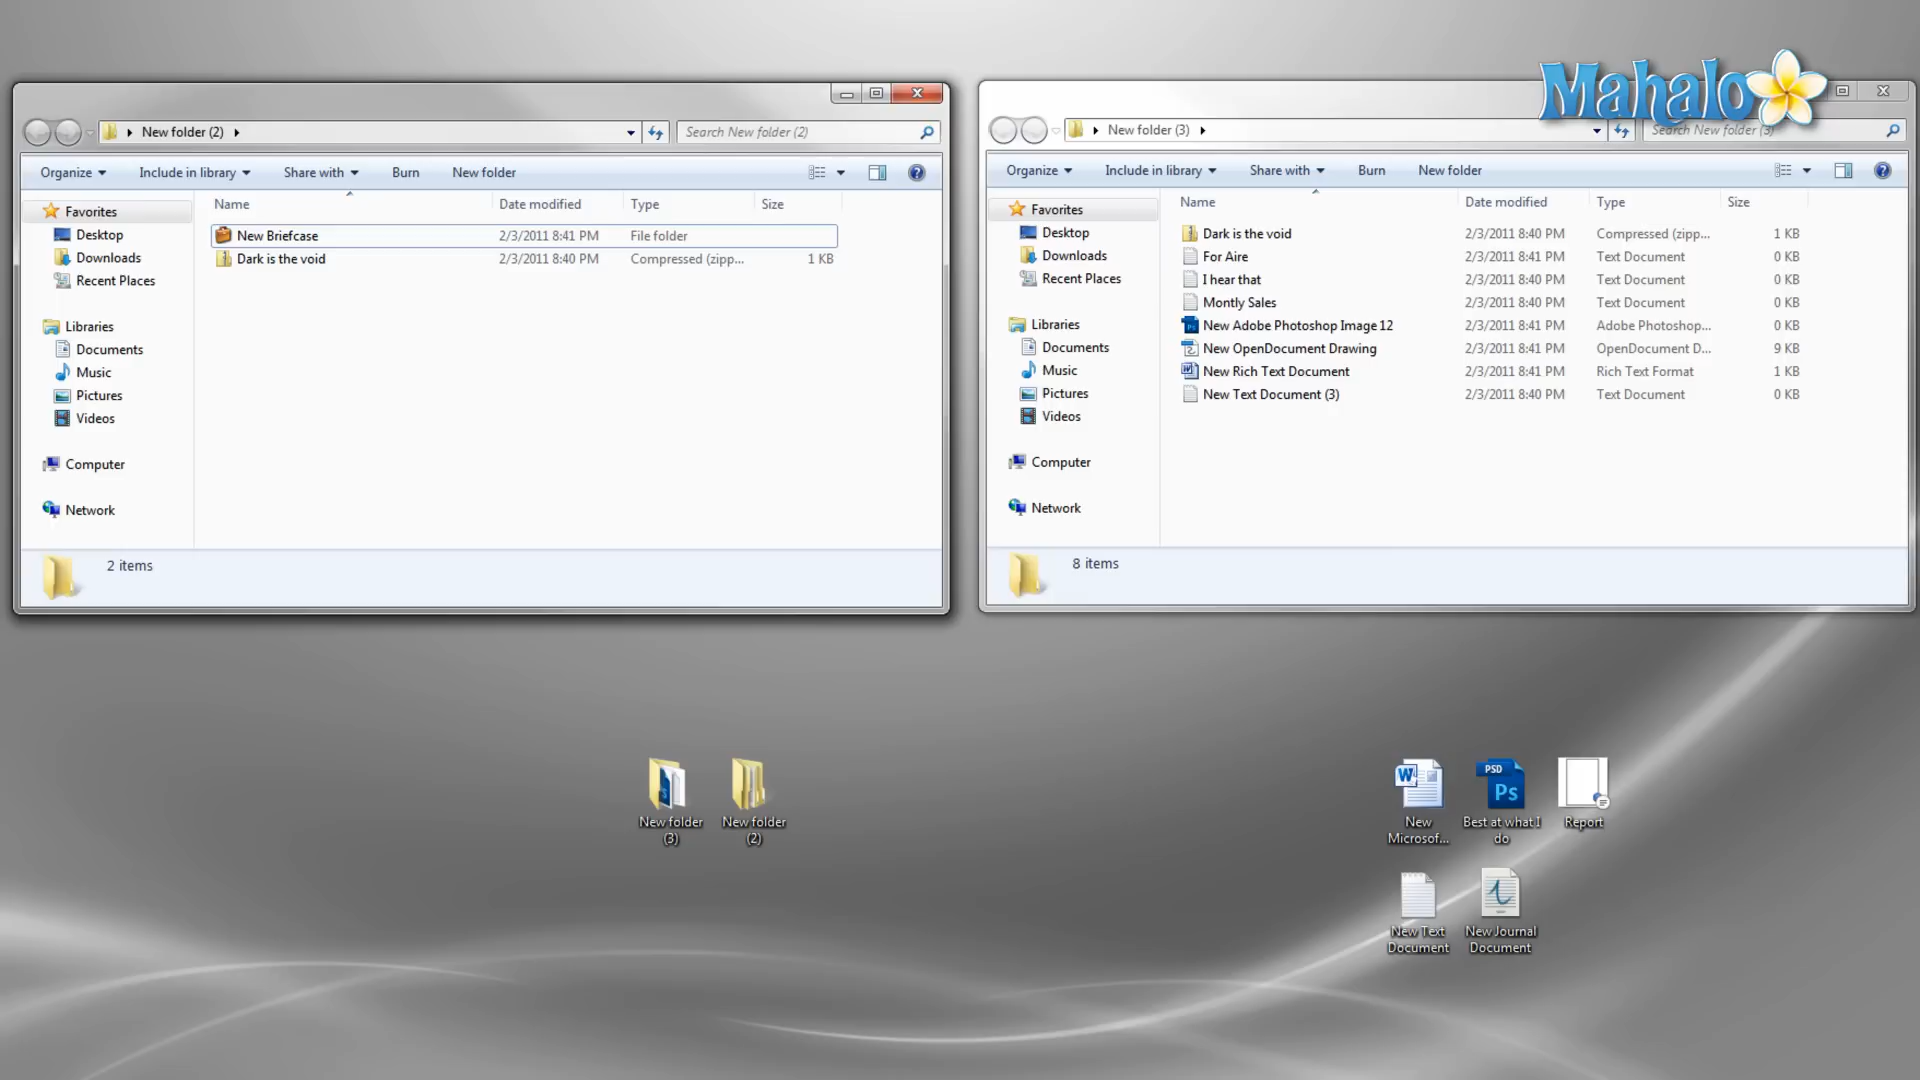 Mahalo
New folder (2)
Search New folder (2)
Organize Include in library Share with Burn New folder
Favorites
Desktop
Downloads
Recent Places
Libraries
Documents
Music
Pictures
Videos
Computer
Network
Name Date modified Type Size
New Briefcase 2/3/2011 8:41 PM File folder
Dark is the void 2/3/2011 8:40 PM Compressed (zipp... 1 KB
2 items
New folder (3)
Search New folder (3)
Organize Include in library Share with Burn New folder
Favorites
Desktop
Downloads
Recent Places
Libraries
Documents
Music
Pictures
Videos
Computer
Network
Name Date modified Type Size
Dark is the void 2/3/2011 8:40 PM Compressed (zipp... 1 KB
For Aire 2/3/2011 8:41 PM Text Document 0 KB
I hear that 2/3/2011 8:40 PM Text Document 0 KB
Montly Sales 2/3/2011 8:40 PM Text Document 0 KB
New Adobe Photoshop Image 12 2/3/2011 8:41 PM Adobe Photoshop... 0 KB
New OpenDocument Drawing 2/3/2011 8:41 PM OpenDocument D... 9 KB
New Rich Text Document 2/3/2011 8:41 PM Rich Text Format 1 KB
New Text Document (3) 2/3/2011 8:40 PM Text Document 0 KB
8 items
New folder
(3)
New folder
(2)
W
New
Microsof...
PSD
Ps
Best at what I
do
Report
New Text
Document
New Journal
Document